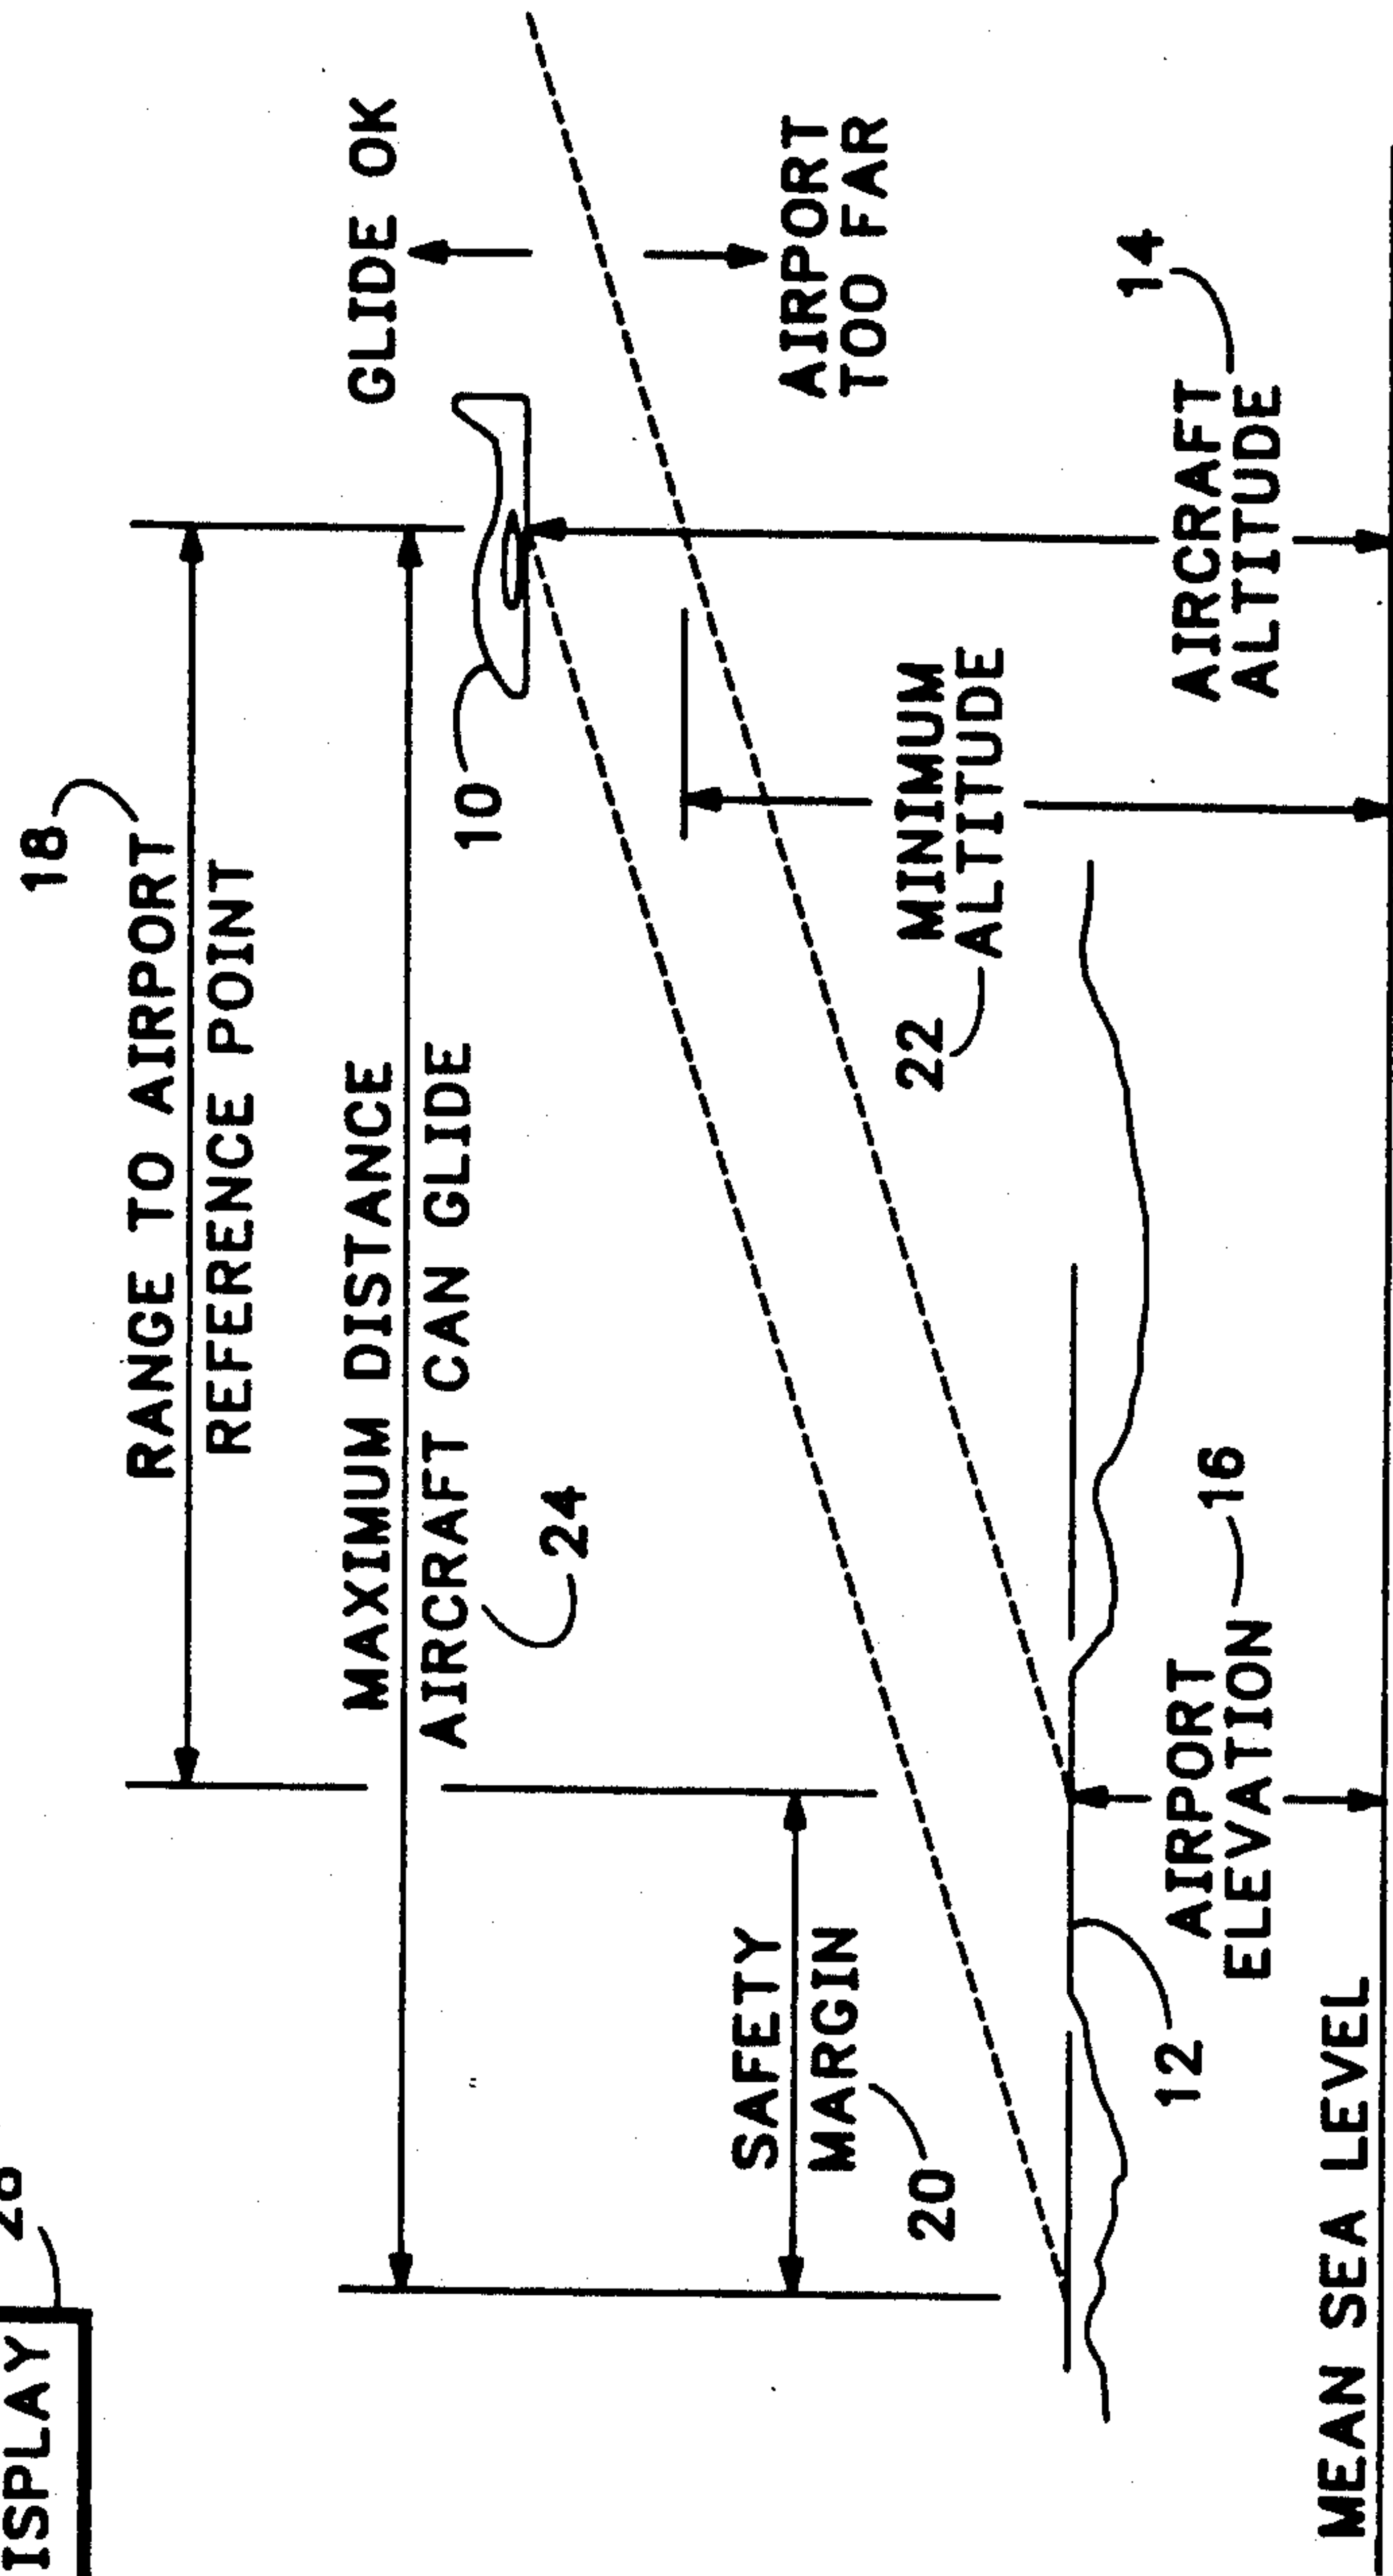 18
RANGE TO AIRPORT
REFERENCE POINT
MAXIMUM DISTANCE
AIRCRAFT CAN GLIDE
24
GLIDE OK
10
AIRPORT
TOO FAR
SAFETY
MARGIN
20
22
MINIMUM
ALTITUDE
14
AIRCRAFT
ALTITUDE
12
AIRPORT
ELEVATION
16
MEAN SEA LEVEL